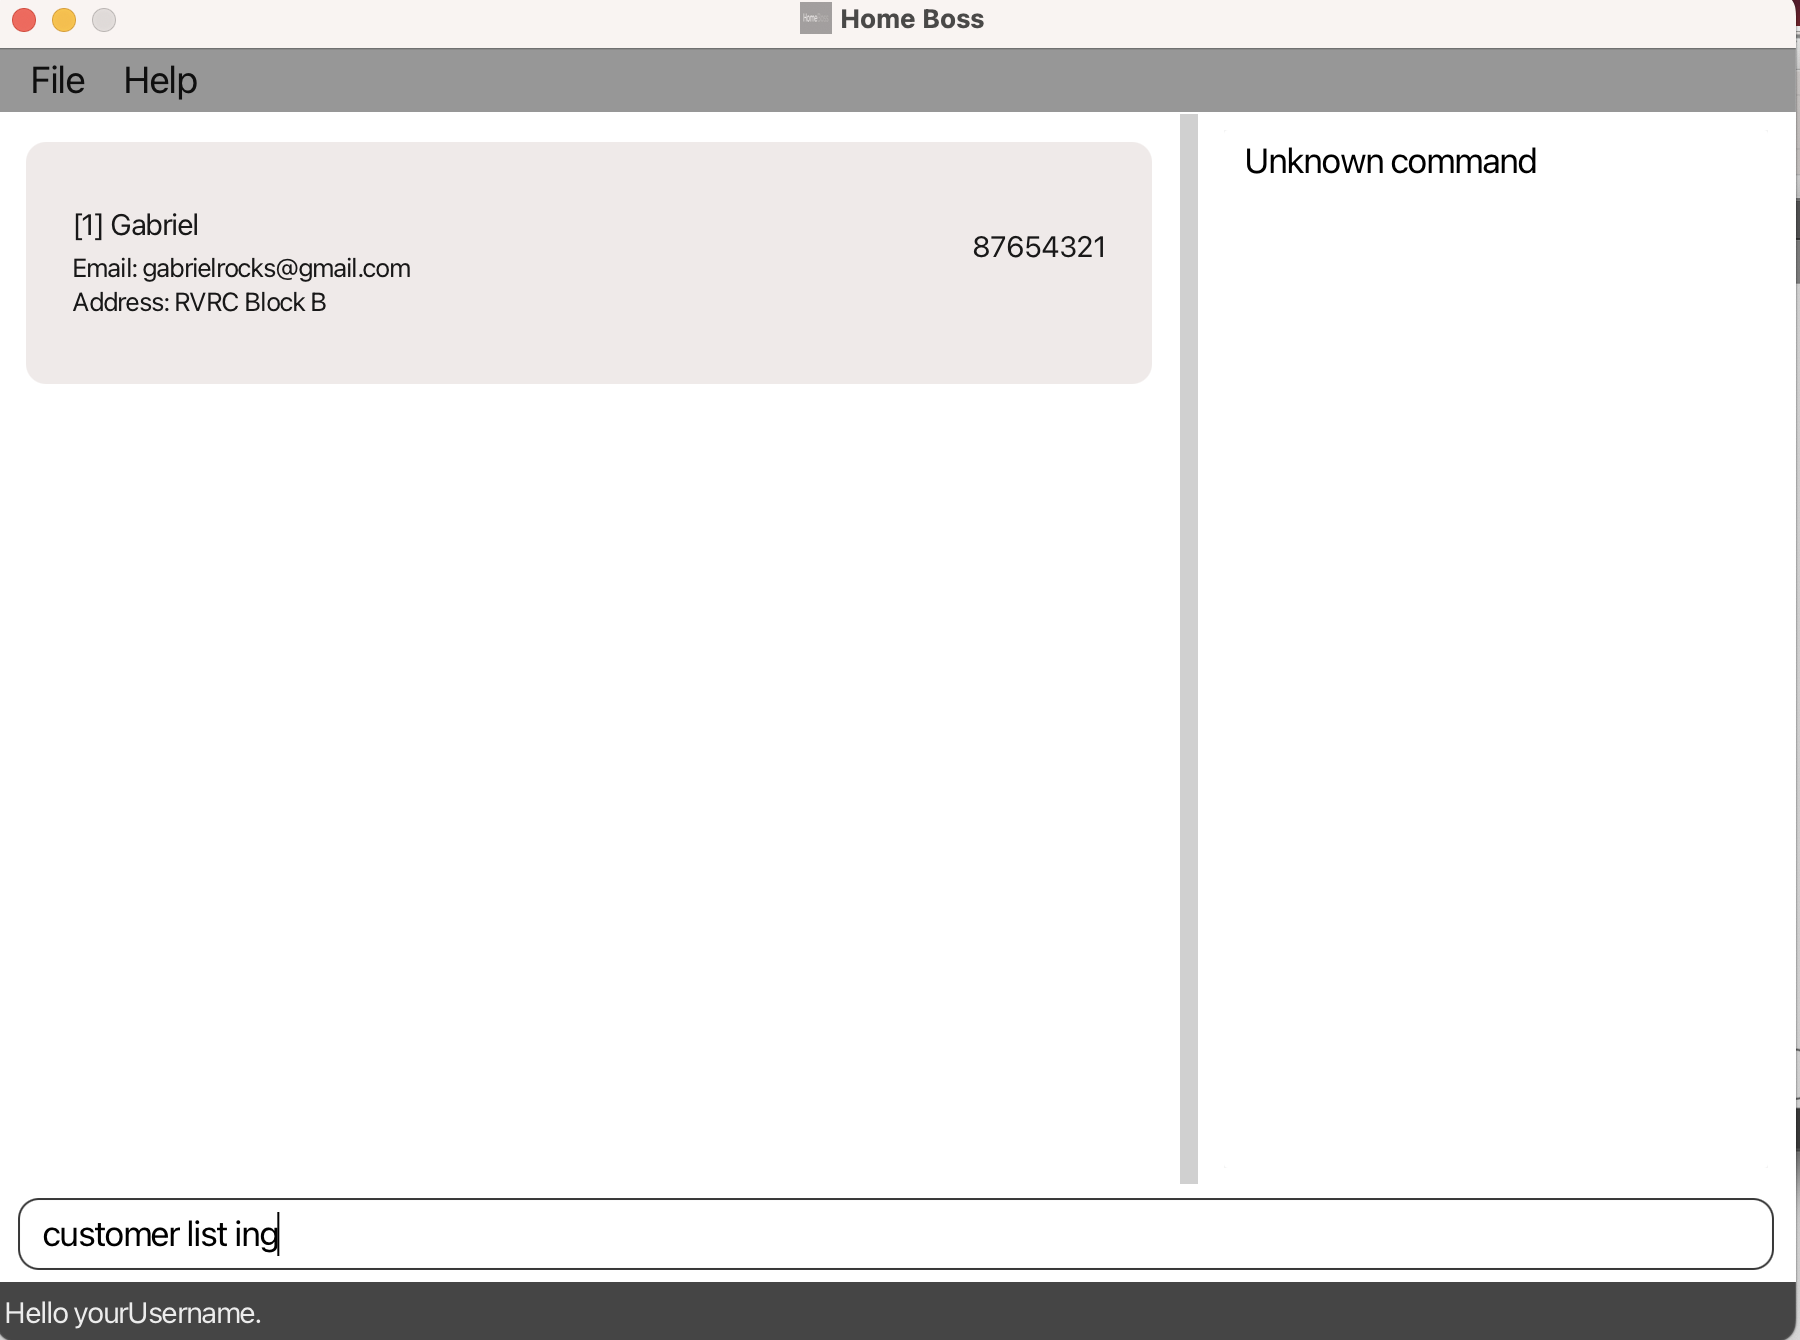 Home Boss
File Help
[1] Gabriel
Email: gabrielrocks@gmail.com
Address: RVRC Block B
87654321
Unknown command
customer list ing
Hello yourUsername.